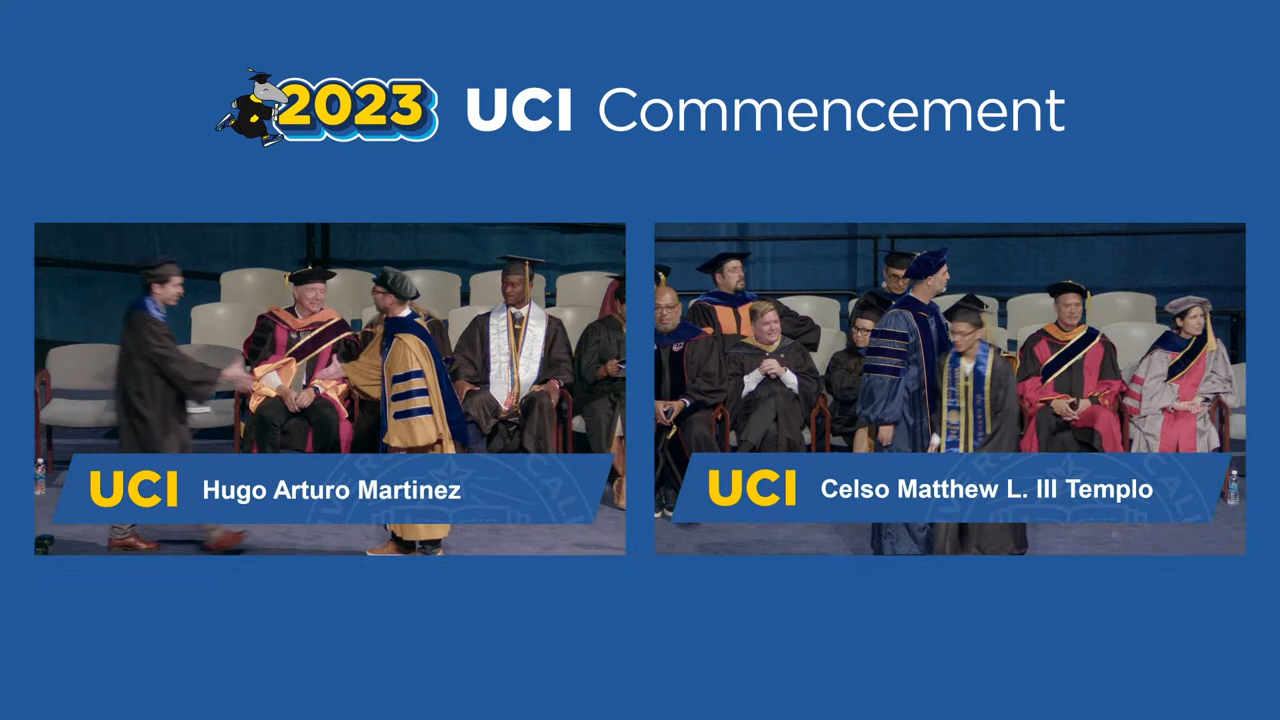 2023 UCI Commencement
UCI Hugo Arturo Martinez
UCI Celso Matthew L. III Templo